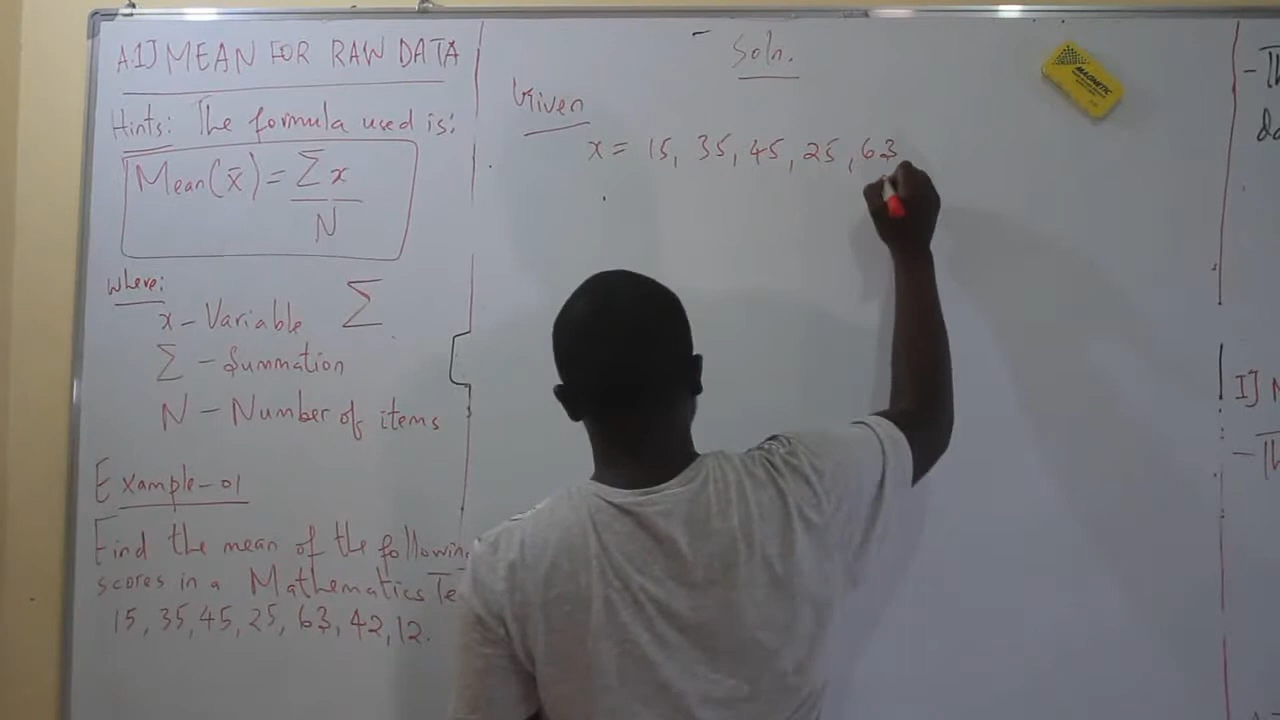 A1] MEAN FOR RAW DATA
Hints: The formula used is:
Mean(x̄) = Σx
N
where:
x - Variable Σ
Σ - Summation
N - Number of items
Example-01
Find the mean of the following
scores in a Mathematics Te
15, 35, 45, 25, 63, 42, 12.
Soln.
Given
x = 15, 35, 45, 25, 63
MAGNETIC
I]